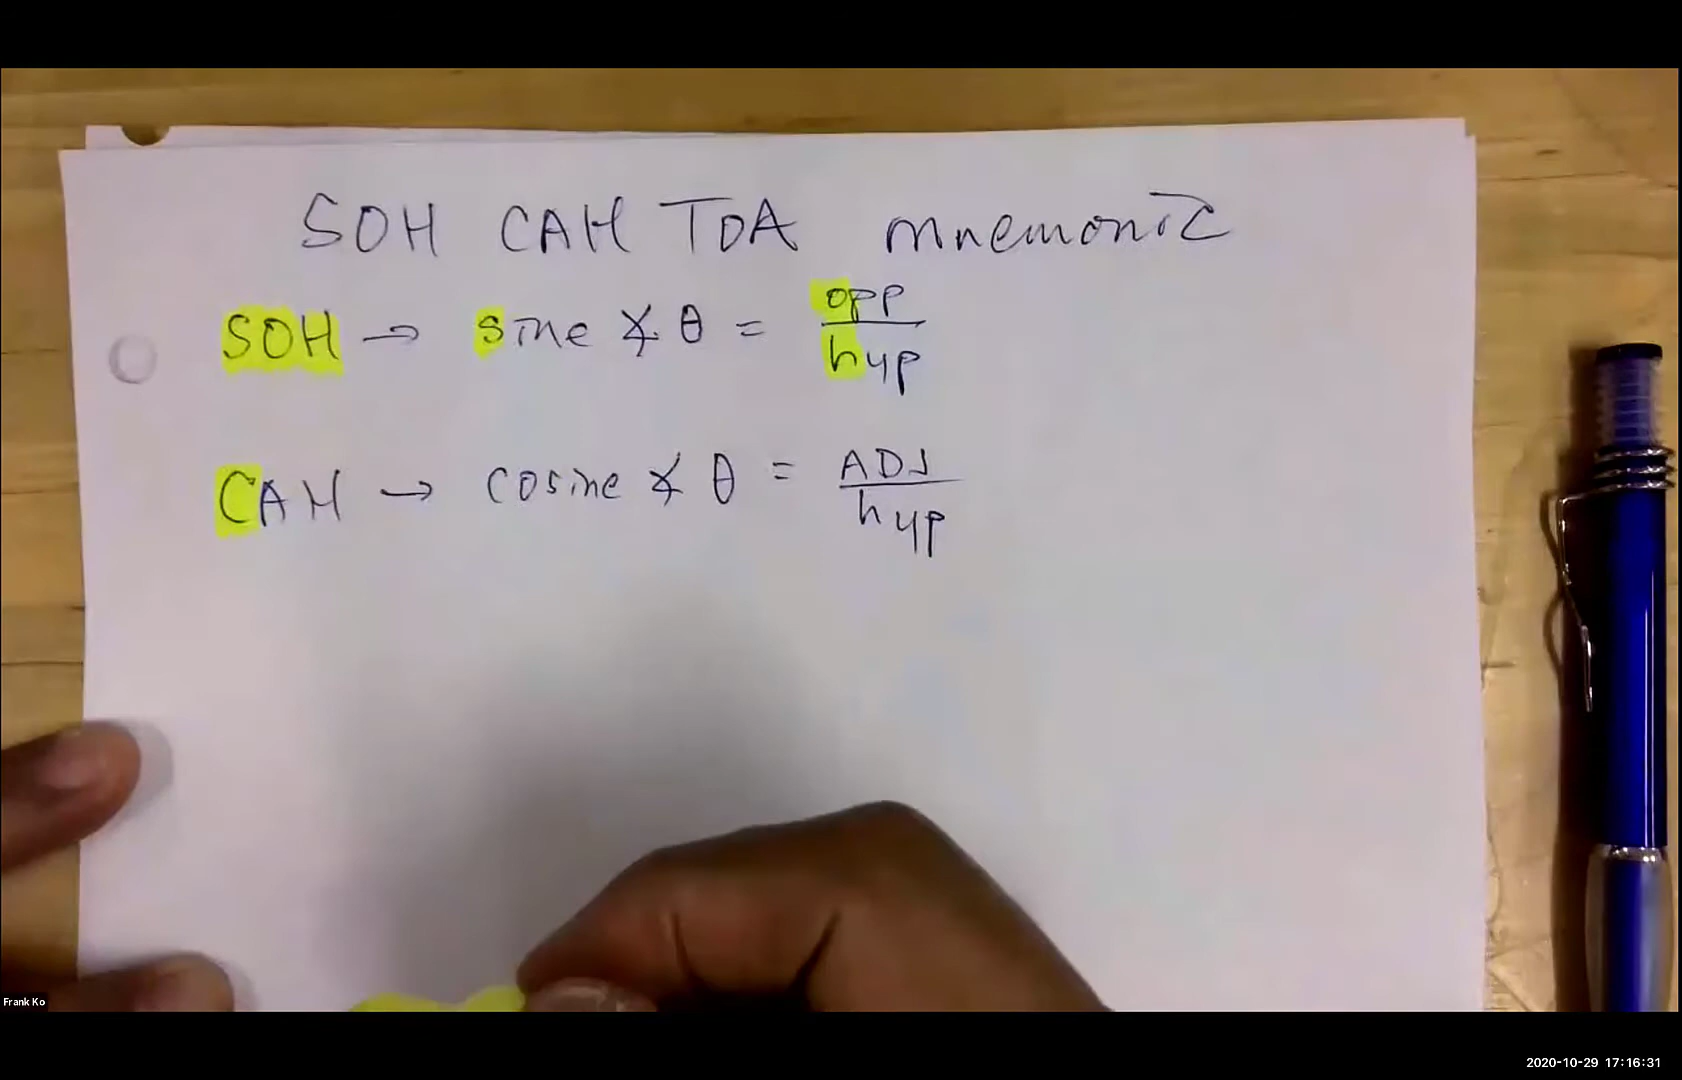 SOH CAH TOA mnemonic
SOH → sine ∡ θ = opp/hyp
CAH → cosine ∡ θ = ADJ/hyp
Frank Ko
2020-10-29 17:16:31